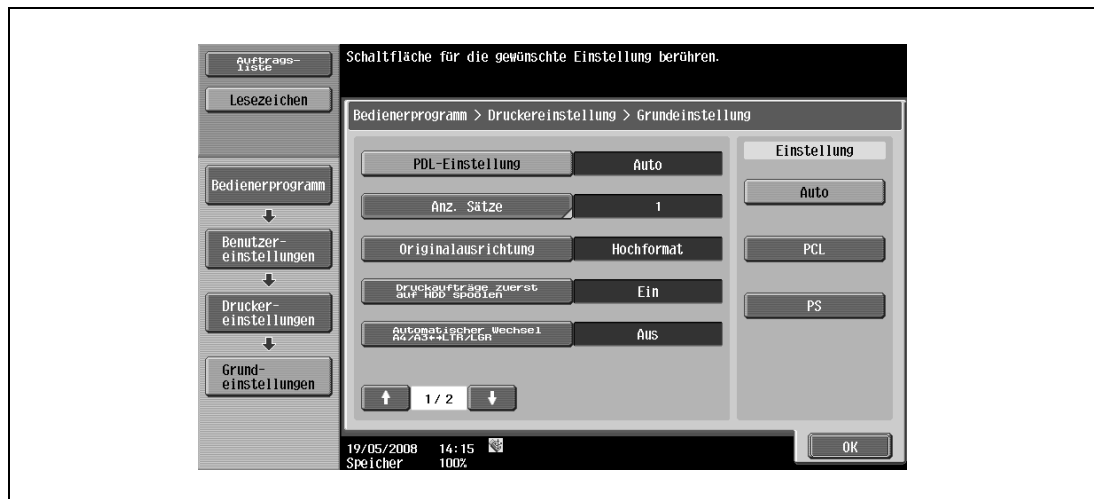 Auftrags-
liste
Schaltfläche für die gewünschte Einstellung berühren.
Lesezeichen
Bedienerprogramm > Druckereinstellung > Grundeinstellung
Bedienerprogramm
Benutzer-
einstellungen
Drucker-
einstellungen
Grund-
einstellungen
PDL-Einstellung
Auto
Anz. Sätze
1
Originalausrichtung
Hochformat
Druckaufträge zuerst
auf HDD spoolen
Ein
Automatischer Wechsel
A4/A3↔LTR/LGR
Aus
1/ 2
Einstellung
Auto
PCL
PS
19/05/2008 14:15
Speicher 100%
OK